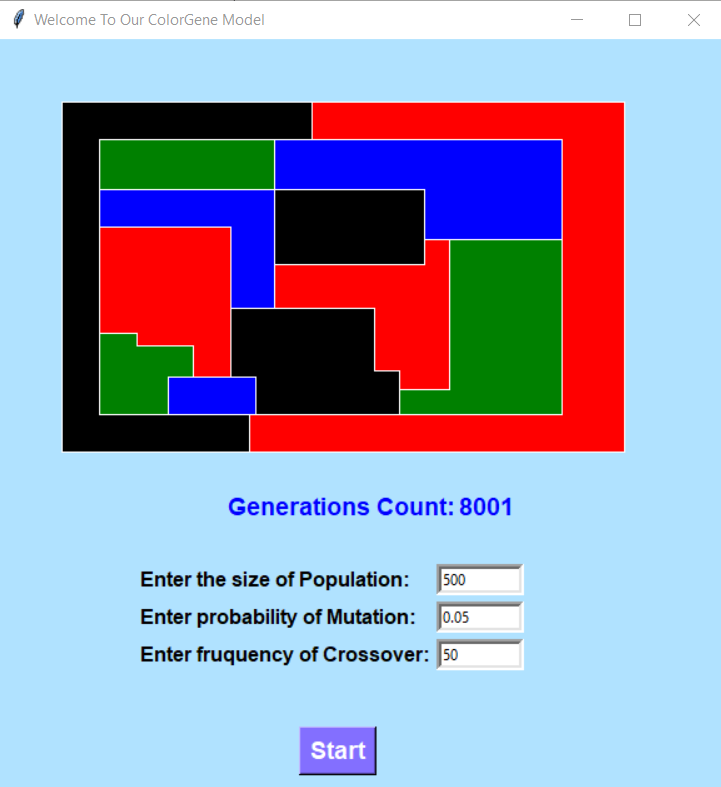 Welcome To Our ColorGene Model
Generations Count: 8001
Enter the size of Population: 500
Enter probability of Mutation: 0.05
Enter fruquency of Crossover: 50
Start